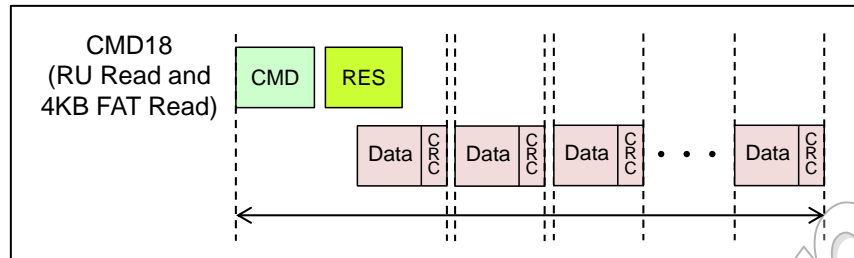 CMD18
(RU Read and
4KB FAT Read)
CMD RES
Data CRC Data CRC Data CRC . . . Data CRC